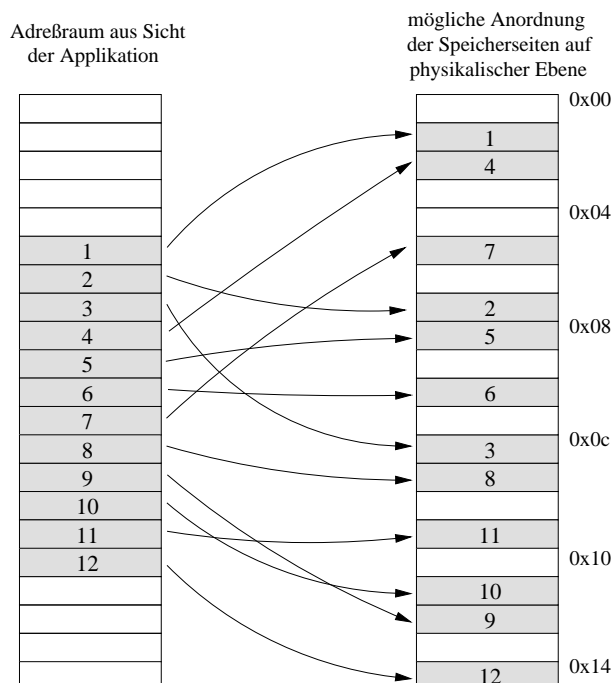 Adreßraum aus Sicht
der Applikation
mögliche Anordnung
der Speicherseiten auf
physikalischer Ebene
1
2
3
4
5
6
7
8
9
10
11
12
1
4
7
2
5
6
3
8
11
10
9
12
0x00
0x04
0x08
0x0c
0x10
0x14